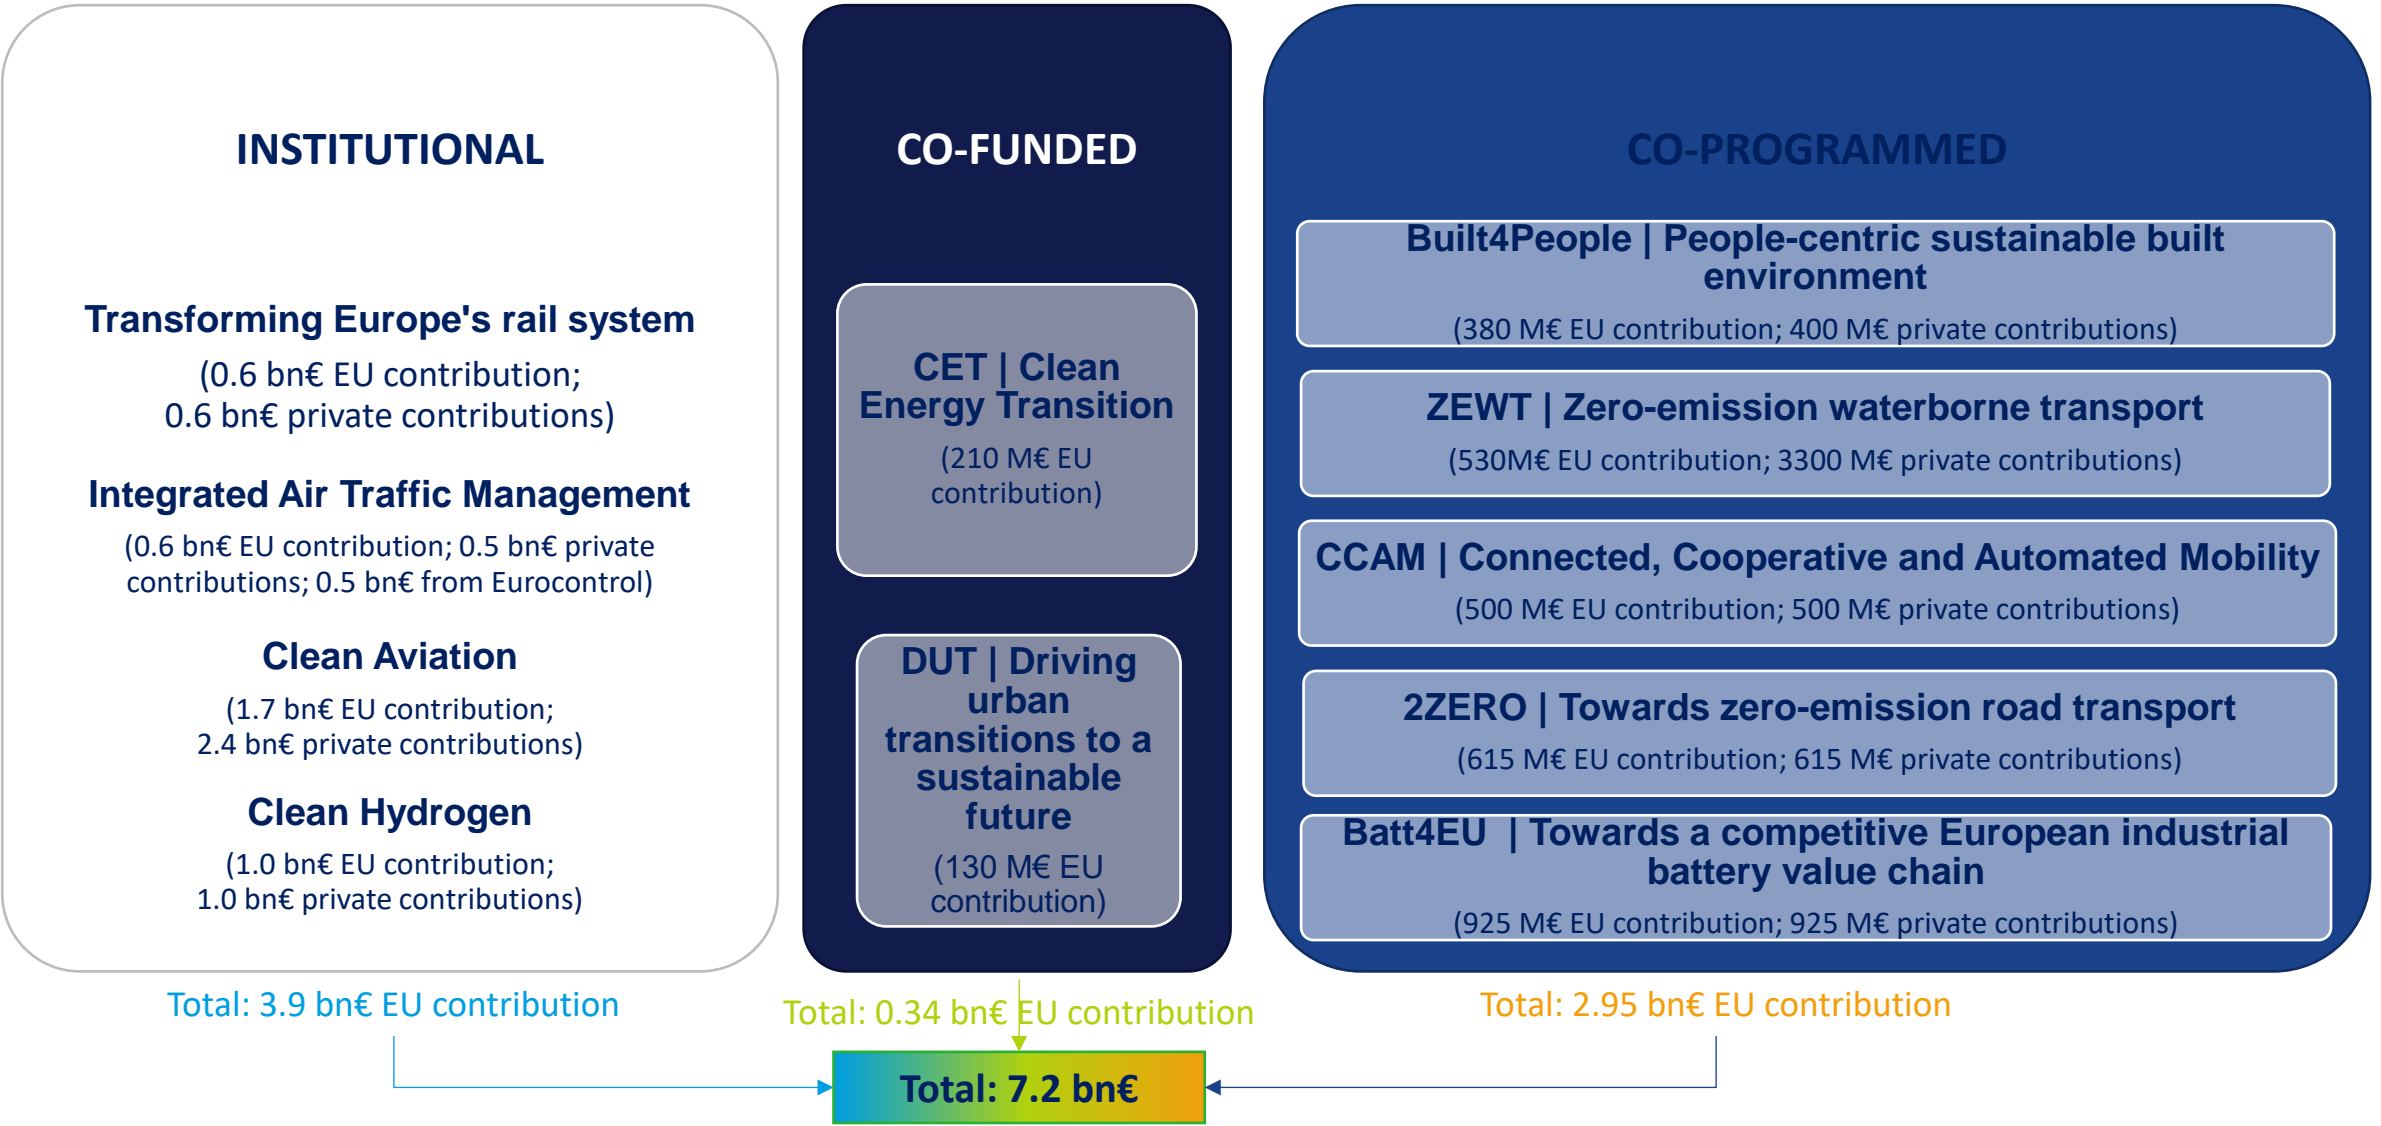 INSTITUTIONAL
Transforming Europe's rail system
(0.6 bn€ EU contribution;
0.6 bn€ private contributions)
Integrated Air Traffic Management
(0.6 bn€ EU contribution; 0.5 bn€ private
contributions; 0.5 bn€ from Eurocontrol)
Clean Aviation
(1.7 bn€ EU contribution;
2.4 bn€ private contributions)
Clean Hydrogen
(1.0 bn€ EU contribution;
1.0 bn€ private contributions)
CO-FUNDED
CET | Clean
Energy Transition
(210 M€ EU
contribution)
DUT | Driving
urban
transitions to a
sustainable
future
(130 M€ EU
contribution)
CO-PROGRAMMED
Built4People | People-centric sustainable built
environment
(380 M€ EU contribution; 400 M€ private contributions)
ZEWT | Zero-emission waterborne transport
(530M€ EU contribution; 3300 M€ private contributions)
CCAM | Connected, Cooperative and Automated Mobility
(500 M€ EU contribution; 500 M€ private contributions)
2ZERO | Towards zero-emission road transport
(615 M€ EU contribution; 615 M€ private contributions)
Batt4EU | Towards a competitive European industrial
battery value chain
(925 M€ EU contribution; 925 M€ private contributions)
Total: 3.9 bn€ EU contribution
Total: 0.34 bn€ EU contribution
Total: 2.95 bn€ EU contribution
Total: 7.2 bn€